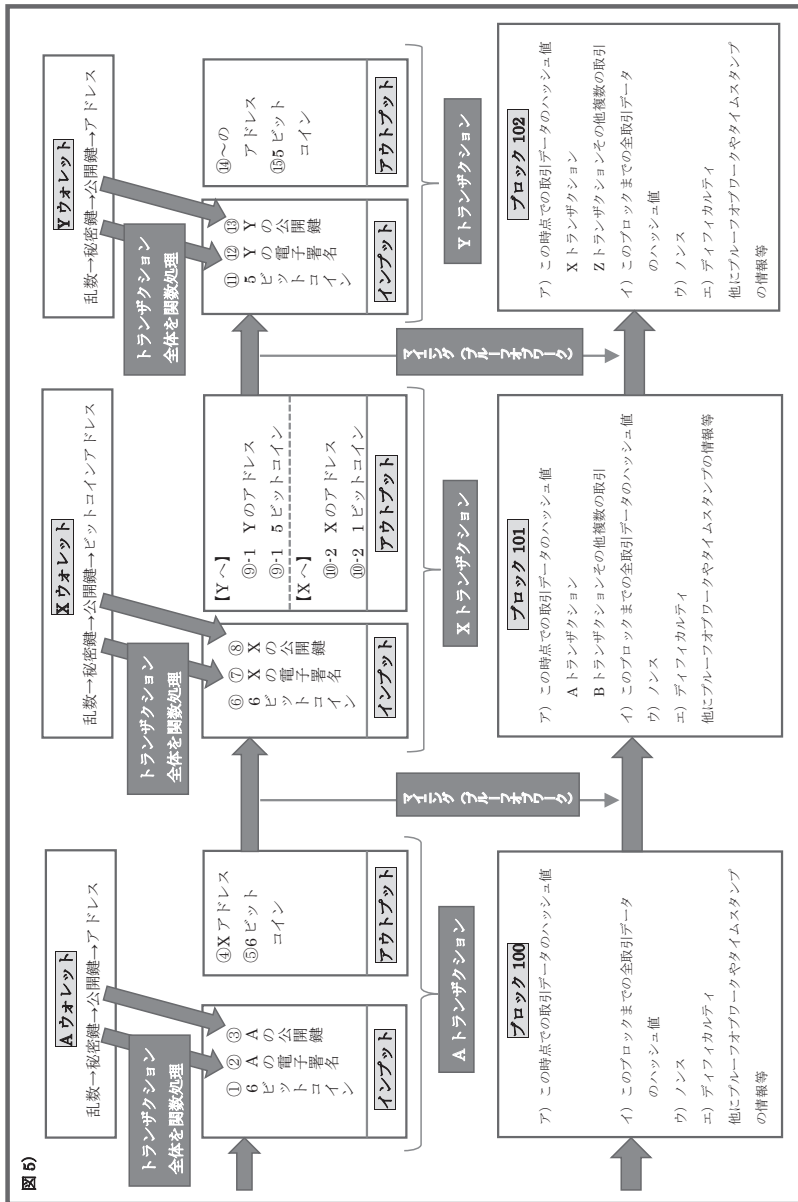 図5)
Aウォレット
乱数→秘密鍵→公開鍵→アドレス
トランザクション
全体を関数処理
① 6ビットコイン
② Aの電子署名
③ Aの公開鍵
インプット
④Xアドレス
⑤6ビット
コイン
アウトプット
Aトランザクション
Xウォレット
乱数→秘密鍵→公開鍵→ビットコインアドレス
トランザクション
全体を関数処理
⑥ 6ビットコイン
⑦ Xの電子署名
⑧ Xの公開鍵
インプット
【Yへ】
⑨-1 Yのアドレス
⑨-1 5ビットコイン
【Xへ】
⑩-2 Xのアドレス
⑩-2 1ビットコイン
アウトプット
Xトランザクション
Yウォレット
乱数→秘密鍵→公開鍵→アドレス
トランザクション
全体を関数処理
⑪ 5ビットコイン
⑫ Yの電子署名
⑬ Yの公開鍵
インプット
⑭~の
アドレス
⑮5ビット
コイン
アウトプット
Yトランザクション
マイニング(プルーフオブワーク)
マイニング(プルーフオブワーク)
ブロック100
ア)この時点での取引データのハッシュ値
イ)このブロックまでの全取引データ
のハッシュ値
ウ)ノンス
エ)ディフィカルティ
他にプルーフオブワークやタイムスタンプ
の情報等
ブロック101
ア)この時点での取引データのハッシュ値
Aトランザクション
Bトランザクションその他複数の取引
イ)このブロックまでの全取引データのハッシュ値
ウ)ノンス
エ)ディフィカルティ
他にプルーフオブワークやタイムスタンプの情報等
ブロック102
ア)この時点での取引データのハッシュ値
Xトランザクション
Zトランザクションその他複数の取引
イ)このブロックまでの全取引データ
のハッシュ値
ウ)ノンス
エ)ディフィカルティ
他にプルーフオブワークやタイムスタンプ
の情報等